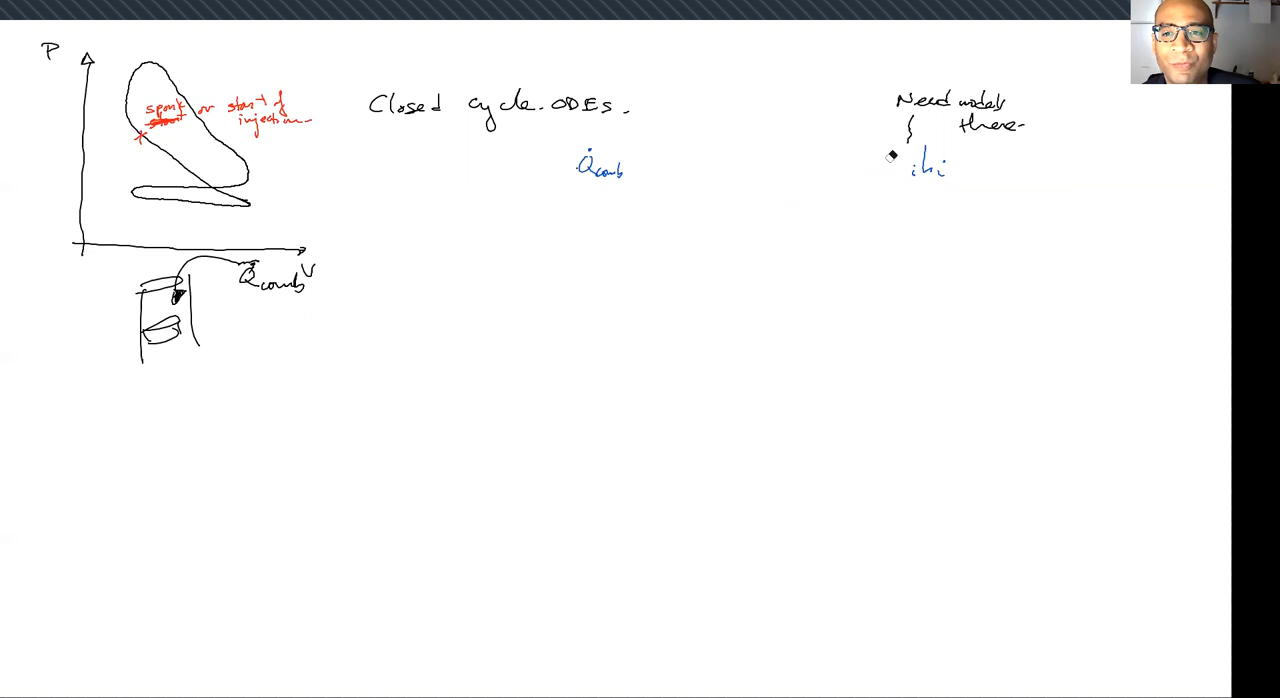 P
spark or start of
injection.
Closed cycle ODEs.
Need models
there
Q̇comb
Q̇comb
V